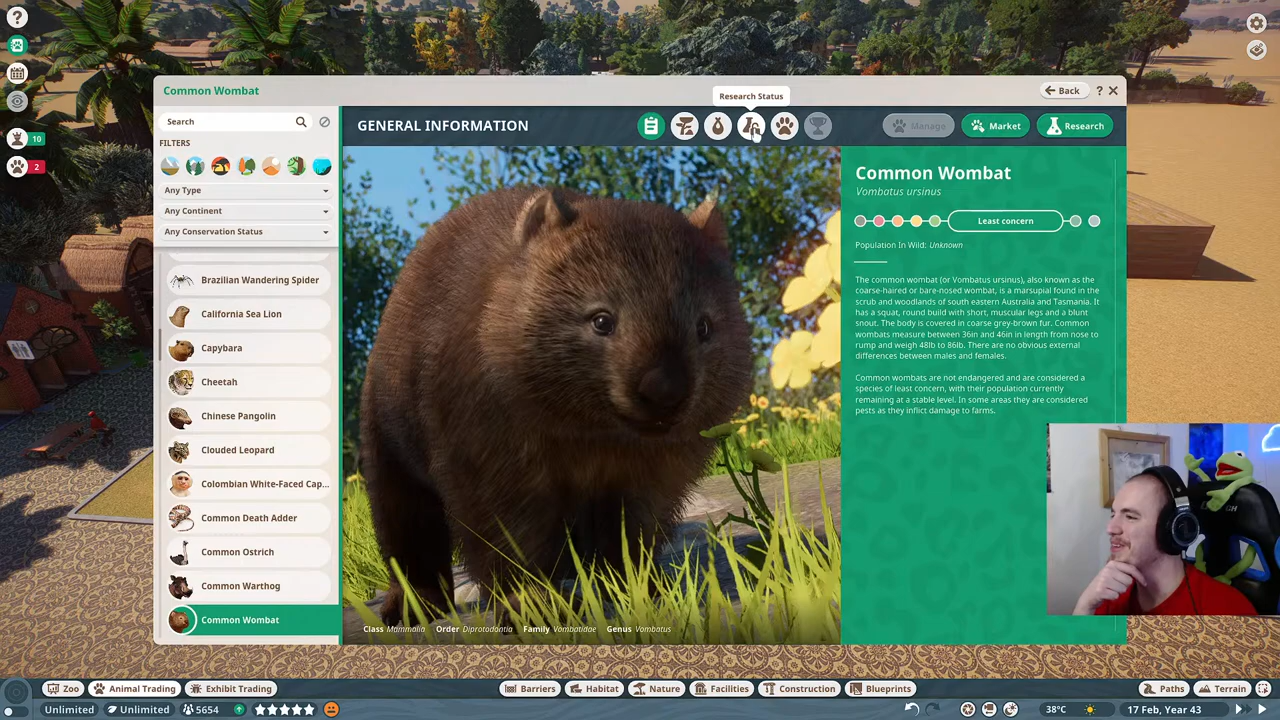 Common Wombat
Back
?
Research Status
Search
FILTERS
Any Type
Any Continent
Any Conservation Status
Brazilian Wandering Spider
California Sea Lion
Capybara
Cheetah
Chinese Pangolin
Clouded Leopard
Colombian White-Faced Cap...
Common Death Adder
Common Ostrich
Common Warthog
Common Wombat
GENERAL INFORMATION
Manage
Market
Research
Class Mammalia Order Diprotodontia Family Vombatidae Genus Vombatus
Common Wombat
Vombatus ursinus
Least concern
Population In Wild: Unknown
The common wombat (or Vombatus ursinus), also known as the
coarse-haired or bare-nosed wombat, is a marsupial found in the
scrub and woodlands of south eastern Australia and Tasmania. It
has a squat, round build with short, muscular legs and a blunt
snout. The body is covered in coarse grey-brown fur. Common
wombats measure between 36in and 46in in length from nose to
rump and weigh 48lb to 86lb. There are no obvious external
differences between males and females.
Common wombats are not endangered and are considered a
species of least concern, with their population currently
remaining at a stable level. In some areas they are considered
pests as they inflict damage to farms.
?
10
2
Zoo
Animal Trading
Exhibit Trading
Barriers
Habitat
Nature
Facilities
Construction
Blueprints
Paths
Terrain
Unlimited
Unlimited
5654
38°C
17 Feb, Year 43